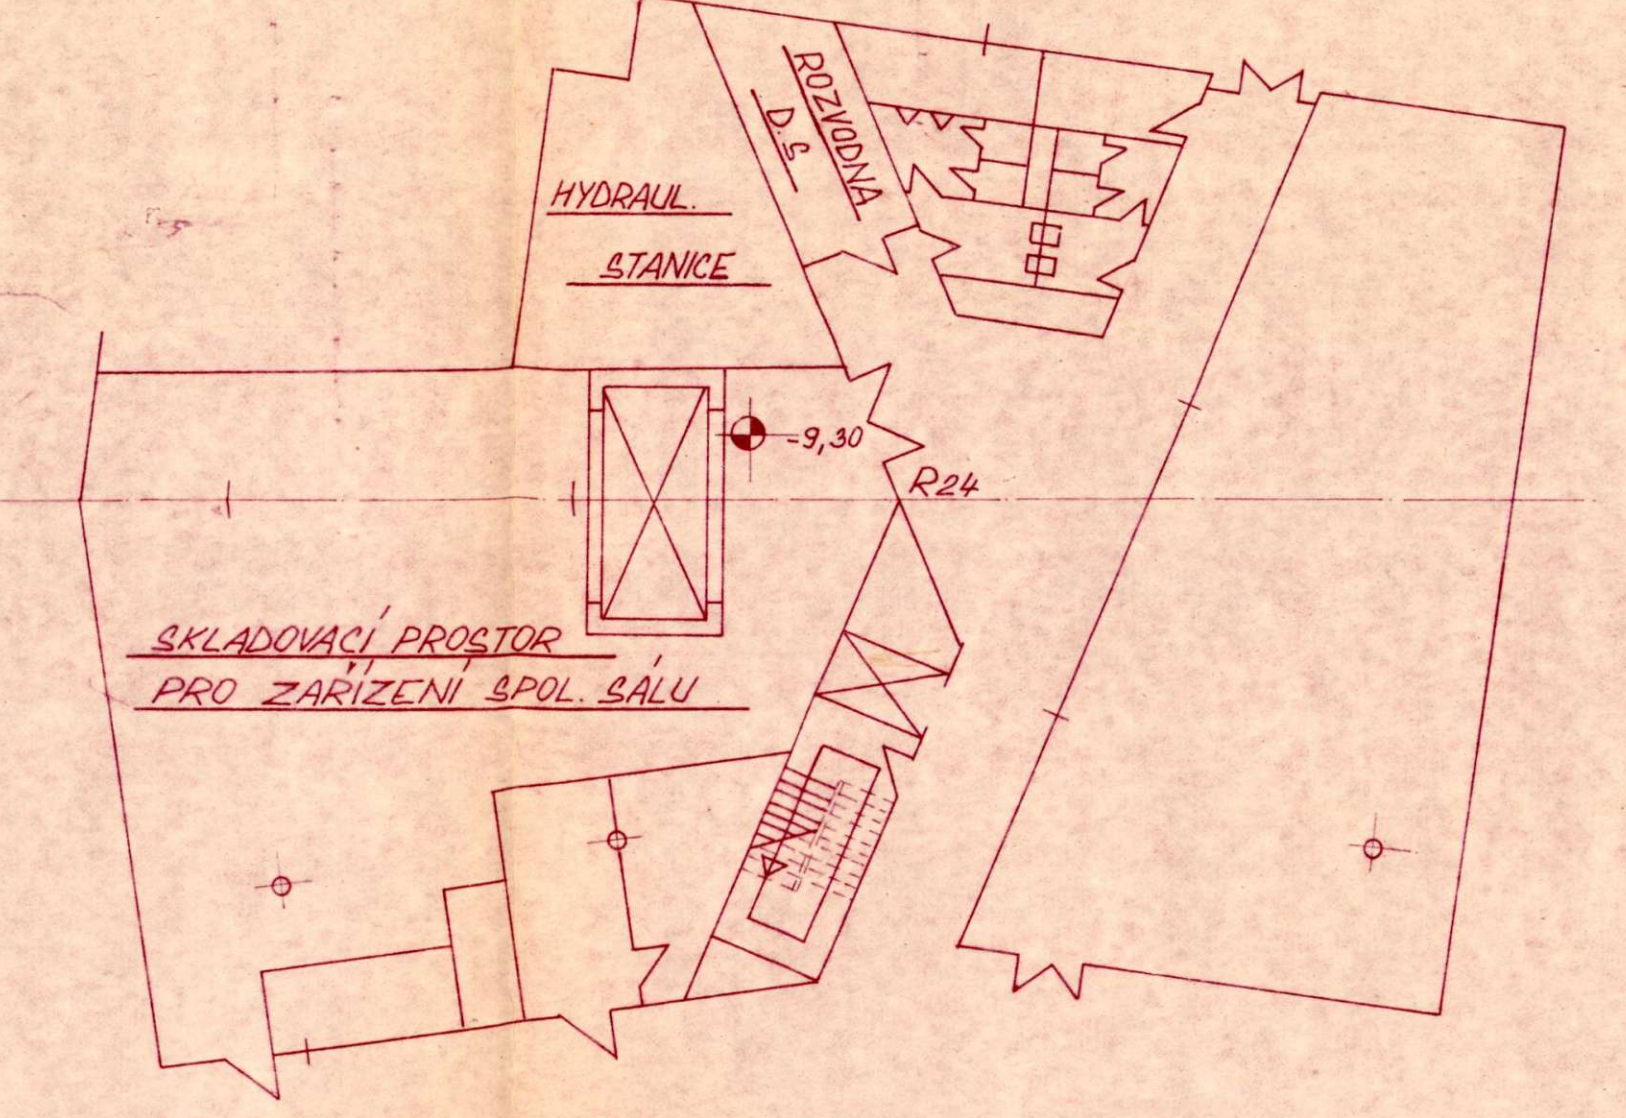 ROZVODNA
D.S
HYDRAUL.
STANICE
-9,30
R24
SKLADOVACÍ PROSTOR
PRO ZAŘÍZENÍ SPOL. SÁLU